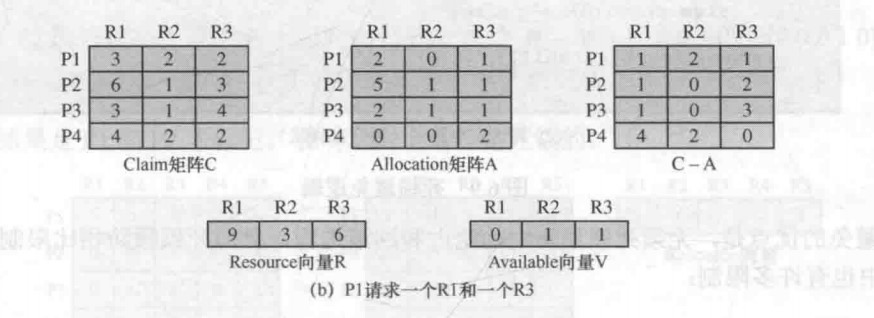 R1 R2 R3 R1 R2 R3 R1 R2 R3
P1 3 2 2 P1 2 0 1 P1 1 2 1
P2 6 1 3 P2 5 1 1 P2 1 0 2
P3 3 1 4 P3 2 1 1 P3 1 0 3
P4 4 2 2 P4 0 0 2 P4 4 2 0
Claim矩阵C Allocation矩阵A C – A
R1 R2 R3 R1 R2 R3
9 3 6 0 1 1
Resource向量R Available向量V
(b) P1请求一个R1和一个R3